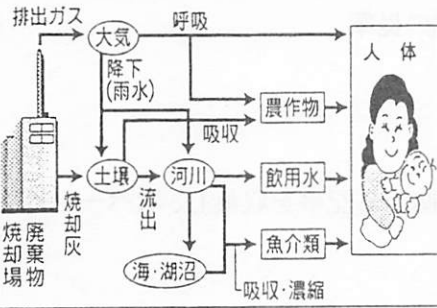 排出ガス
大気
呼吸
人体
降下
(雨水)
農作物
吸収
土壌
河川
飲用水
流出
焼却灰
魚介類
海・湖沼
吸収・濃縮
廃棄物
焼却場